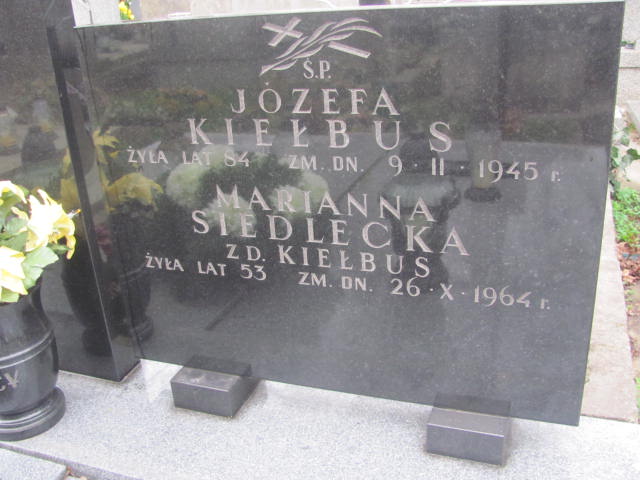 Ś.P.
JÓZEFA
KIEŁBUS
ŻYŁA LAT 84 ZM. DN. 9·II·1945 r.
MARIANNA
SIEDLECKA
Z D. KIEŁBUS
ŻYŁA LAT 53 ZM. DN. 26·X·1964 r.